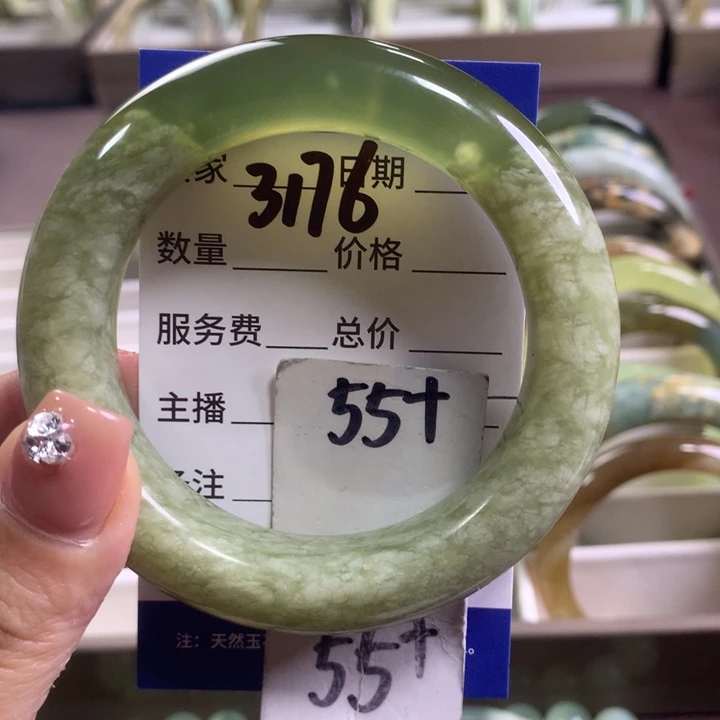 家 日期
3176
数量 价格
服务费 总价
主播
55+
注
注：天然玉
55+